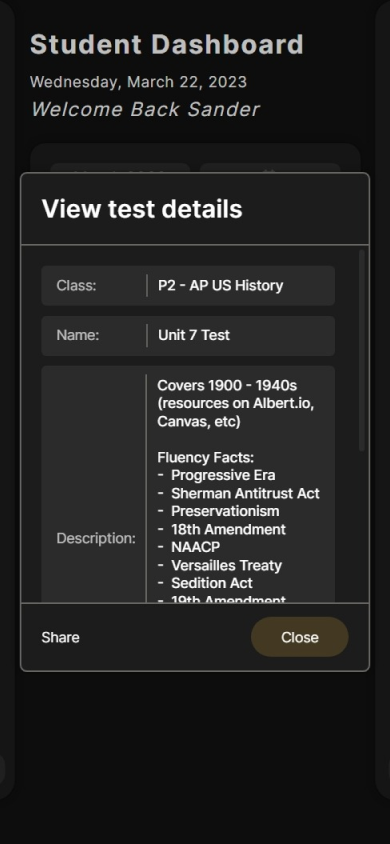 Student Dashboard
Wednesday, March 22, 2023
Welcome Back Sander
View test details
Class:
P2 - AP US History
Name:
Unit 7 Test
Description:
Covers 1900 - 1940s
(resources on Albert.io,
Canvas, etc)
Fluency Facts:
- Progressive Era
- Sherman Antitrust Act
- Preservationism
- 18th Amendment
- NAACP
- Versailles Treaty
- Sedition Act
- 19th Amendment
Share
Close